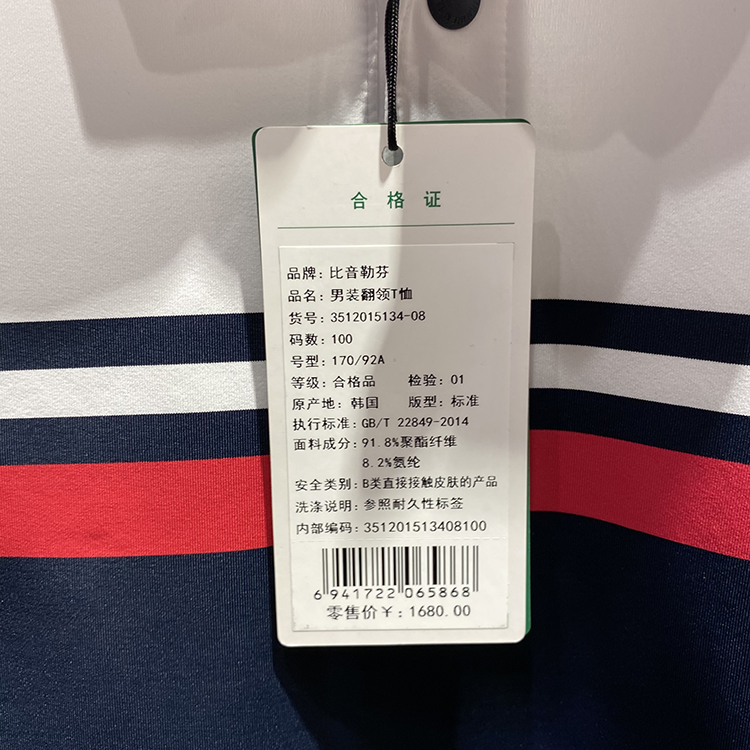 合格证
品牌: 比音勒芬
品名: 男装翻领T恤
货号: 3512015134-08
码数: 100
号型: 170/92A
等级: 合格品 检验: 01
原产地: 韩国 版型: 标准
执行标准: GB/T 22849-2014
面料成分: 91.8%聚酯纤维
8.2%氨纶
安全类别: B类直接接触皮肤的产品
洗涤说明: 参照耐久性标签
内部编码: 351201513408100
6 941722 065868
零售价¥: 1680.00